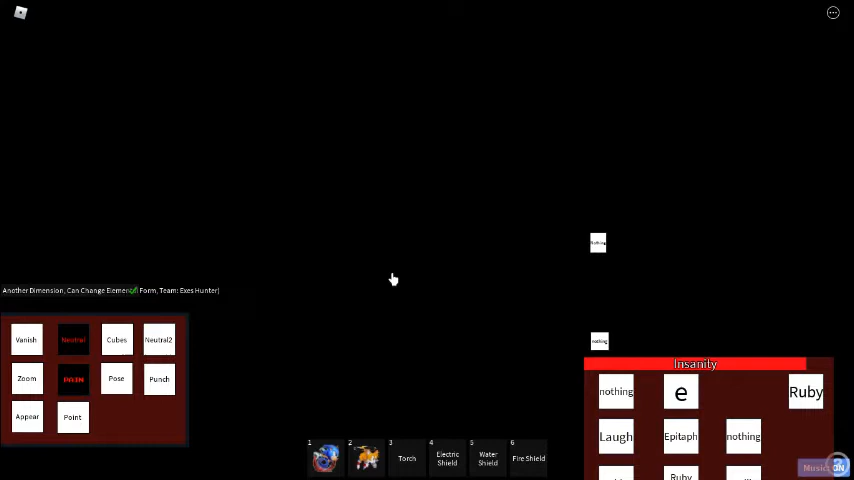 Nothing
Another Dimension, Can Change Elemental Form, Team: Exes Hunter|
Vanish
Neutral
Cubes
Neutral2
Zoom
PAIN
Pose
Punch
Appear
Point
nothing
Insanity
nothing
e
Ruby
Laugh
Epitaph
nothing
Ruby
1
2
3
Torch
4
Electric
Shield
5
Water
Shield
6
Fire Shield
Music: ON